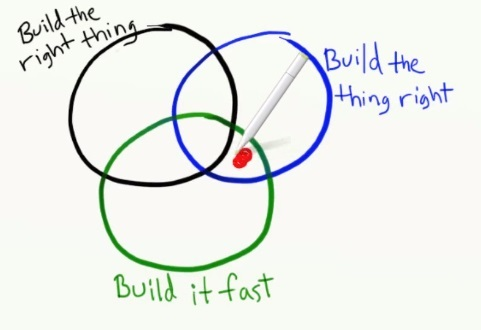 Build the
right thing
Build the
thing right
Build it fast